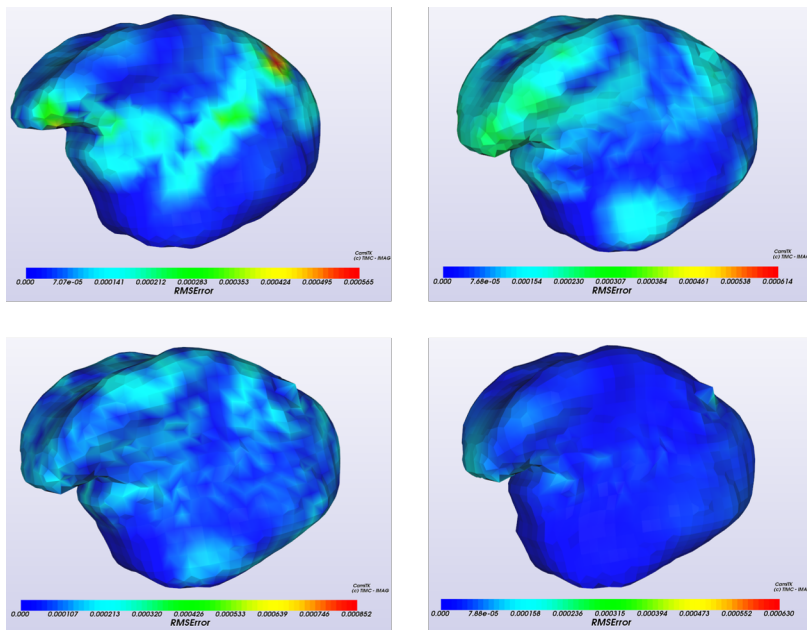 CamiTK
(c) TIMC - IMAG
0.000 7.07e-05 0.000141 0.000212 0.000283 0.000353 0.000424 0.000495 0.000565
RMSError
CamiTK
(c) TIMC - IMA
0.000 7.68e-05 0.000154 0.000230 0.000307 0.000384 0.000461 0.000538 0.000614
RMSError
CamiTK
(c) TIMC - IMAG
0.000 0.000107 0.000213 0.000320 0.000426 0.000533 0.000639 0.000746 0.000852
RMSError
CamiTK
(c) TIMC - IMA
0.000 7.88e-05 0.000158 0.000236 0.000315 0.000394 0.000473 0.000552 0.000630
RMSError